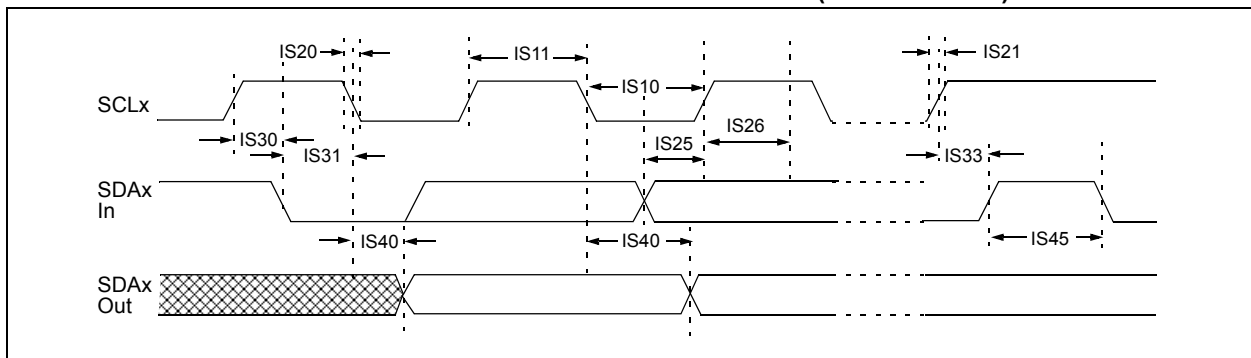 IS20
IS11
IS21
IS10
SCLx
IS30
IS26
IS31
IS25
IS33
SDAx
In
IS40
IS40
IS45
SDAx
Out